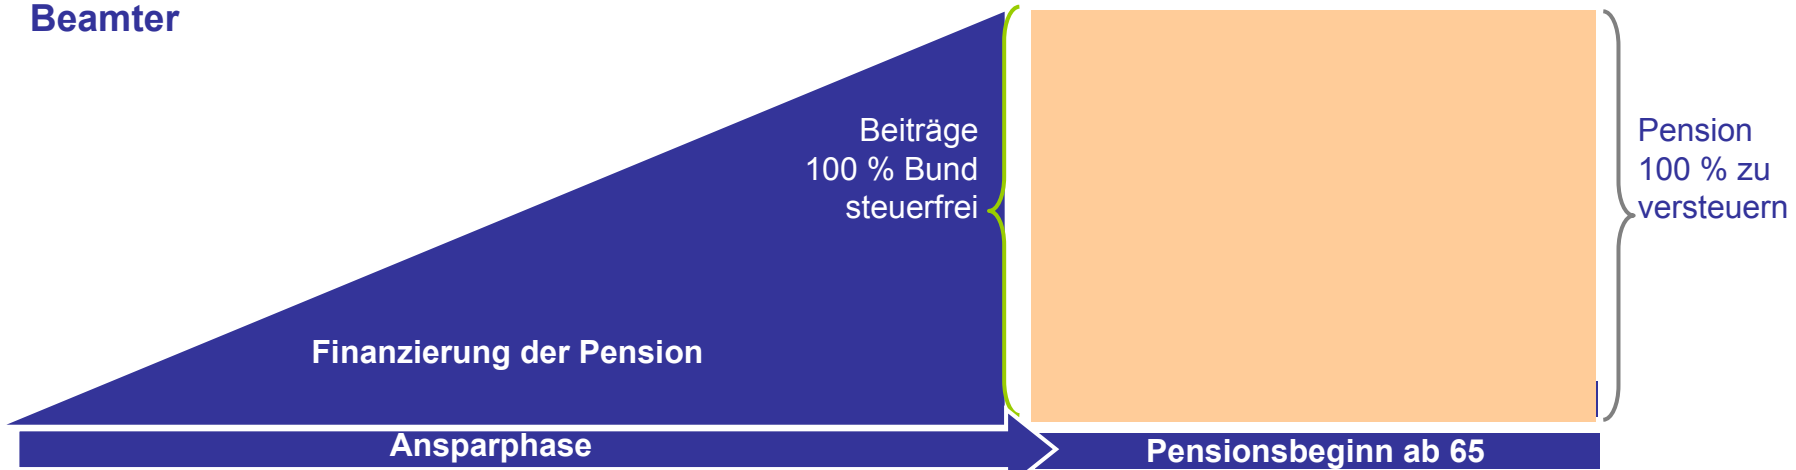 Beamter
Beiträge
100 % Bund
steuerfrei
Pension
100 % zu
versteuern
Finanzierung der Pension
Ansparphase
Pensionsbeginn ab 65